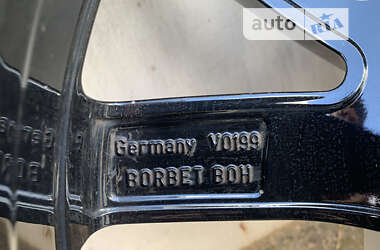 auto RIA
Germany V0199
BORBET BOH